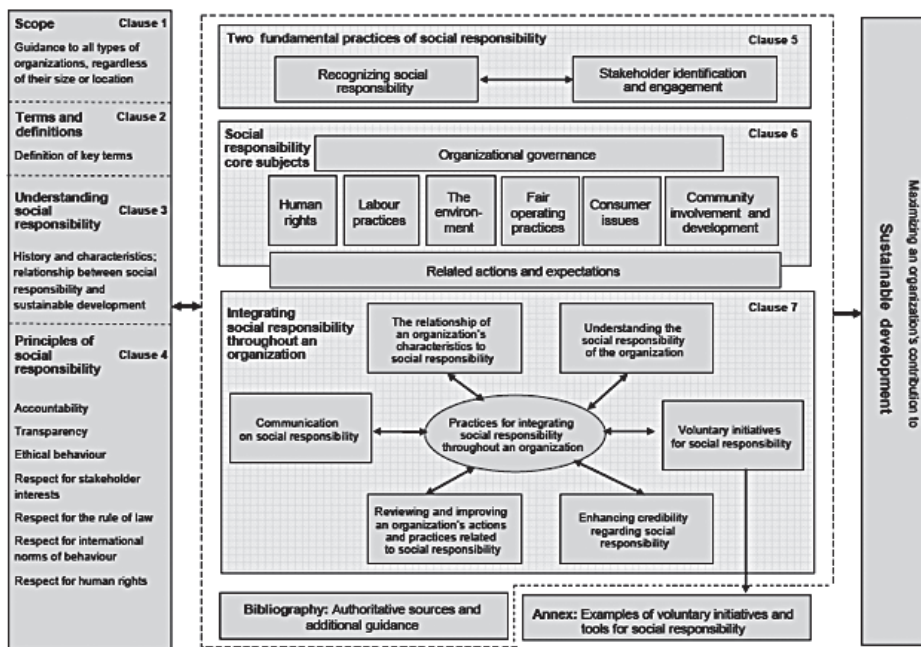 Scope Clause 1
Guidance to all types of
organizations, regardless
of their size or location
Terms and Clause 2
definitions
Definition of key terms
Understanding
social Clause 3
responsibility
History and characteristics;
relationship between social
responsibility and
sustainable development
Principles of
social Clause 4
responsibility
Accountability
Transparency
Ethical behaviour
Respect for stakeholder
interests
Respect for the rule of law
Respect for international
norms of behaviour
Respect for human rights
Two fundamental practices of social responsibility Clause 5
Recognizing social
responsibility
Stakeholder identification
and engagement
Social
responsibility
core subjects
Clause 6
Organizational governance
Human
rights
Labour
practices
The
environ-
ment
Fair
operating
practices
Consumer
issues
Community
involvement and
development
Related actions and expectations
Integrating
social responsibility
throughout an
organization
Clause 7
The relationship of
an organization's
characteristics to
social responsibility
Understanding the
social responsibility
of the organization
Communication
on social responsibility
Practices for integrating
social responsibility
throughout an organization
Voluntary initiatives
for social responsibility
Reviewing and improving
an organization's actions
and practices related
to social responsibility
Enhancing credibility
regarding social
responsibility
Bibliography: Authoritative sources and
additional guidance
Annex: Examples of voluntary initiatives and
tools for social responsibility
Maximizing an organization's contribution to
Sustainable development